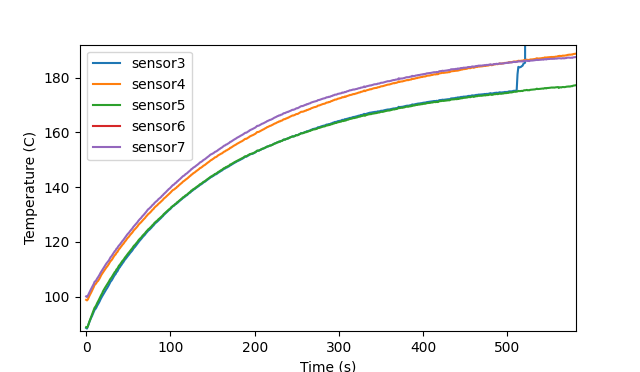 sensor3
sensor4
sensor5
sensor6
sensor7
Temperature (C)
180
160
140
120
100
0 100 200 300 400 500
Time (s)